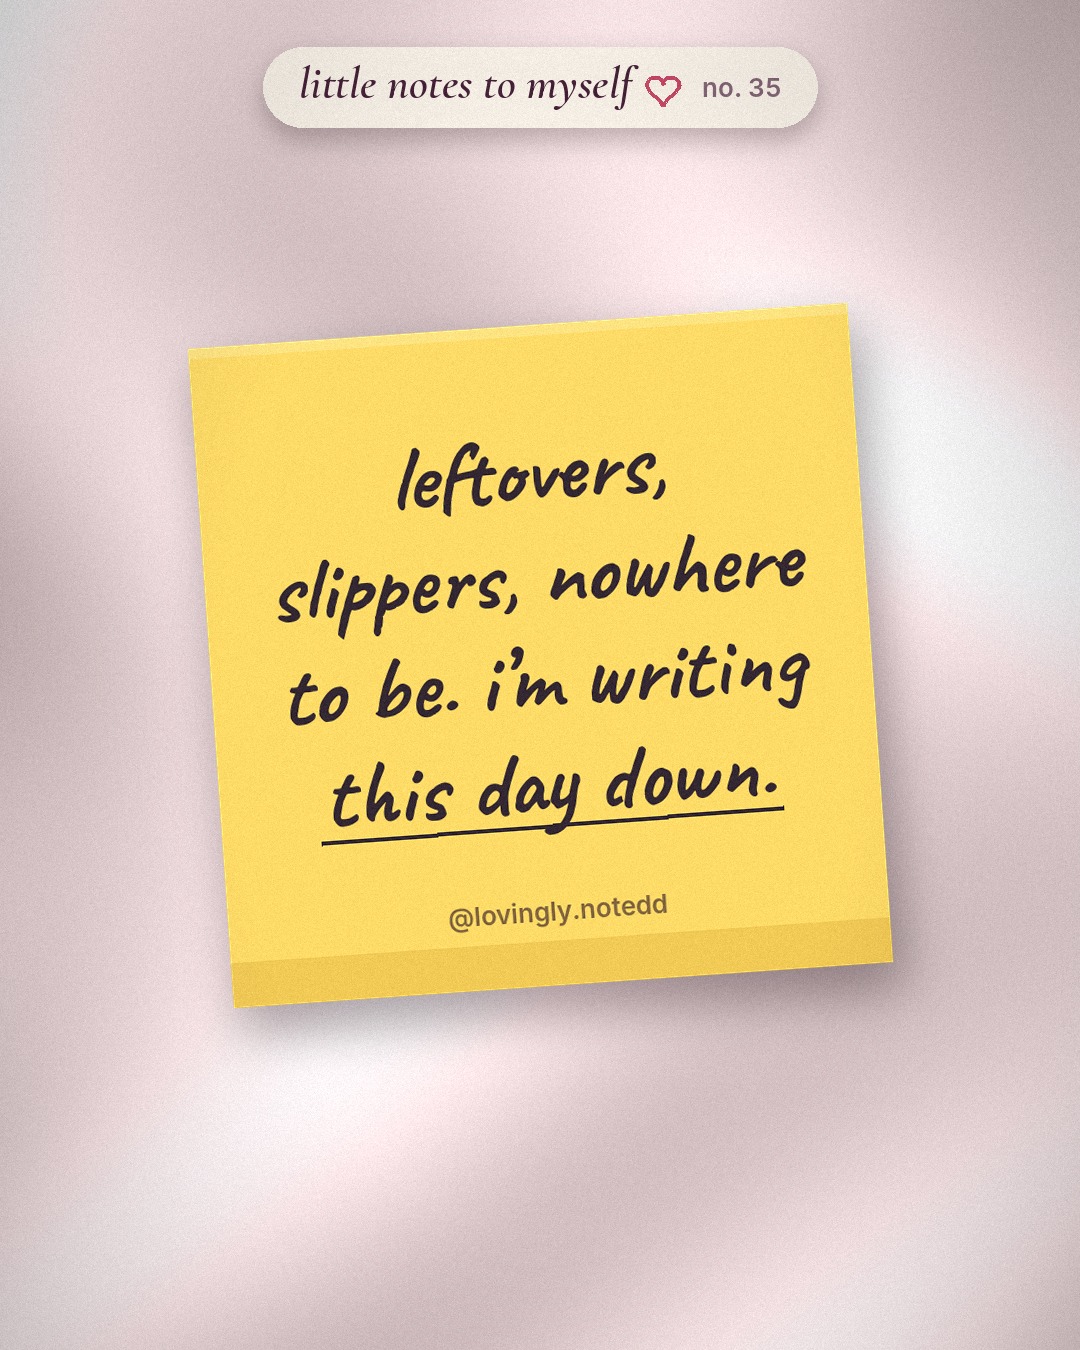 little notes to myself ♡ no. 35
leftovers,
slippers, nowhere
to be. i’m writing
this day down.
@lovingly.notedd